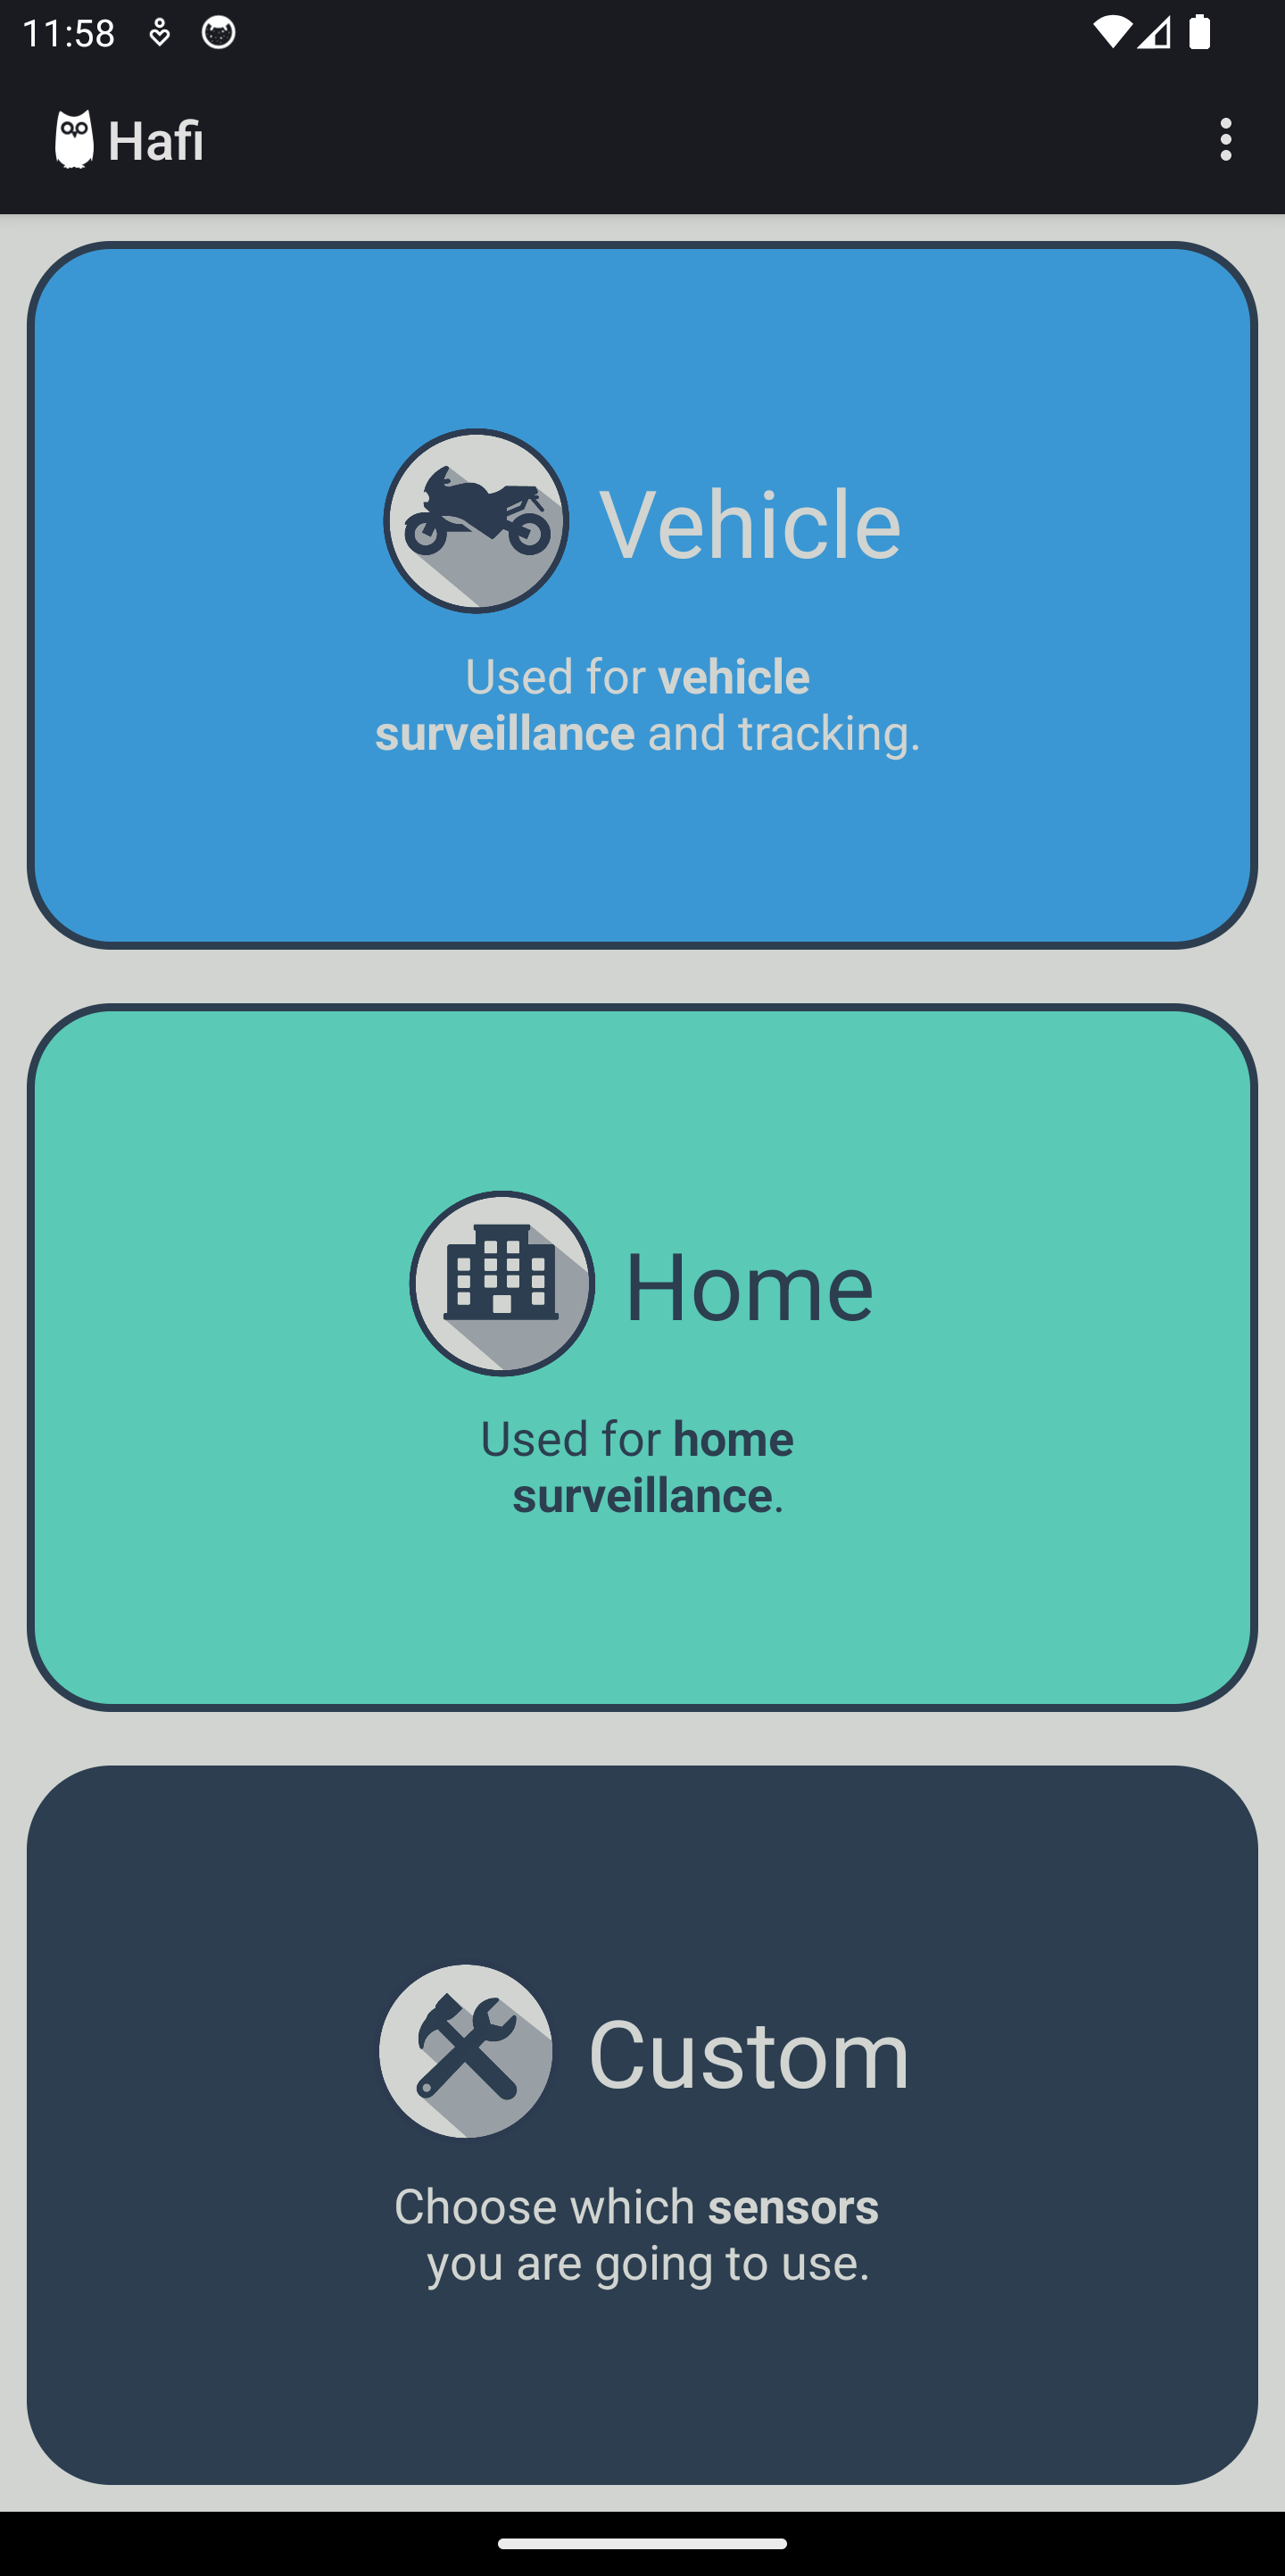 11:58
Hafi
Vehicle
Used for vehicle
surveillance and tracking.
Home
Used for home
surveillance.
Custom
Choose which sensors
you are going to use.